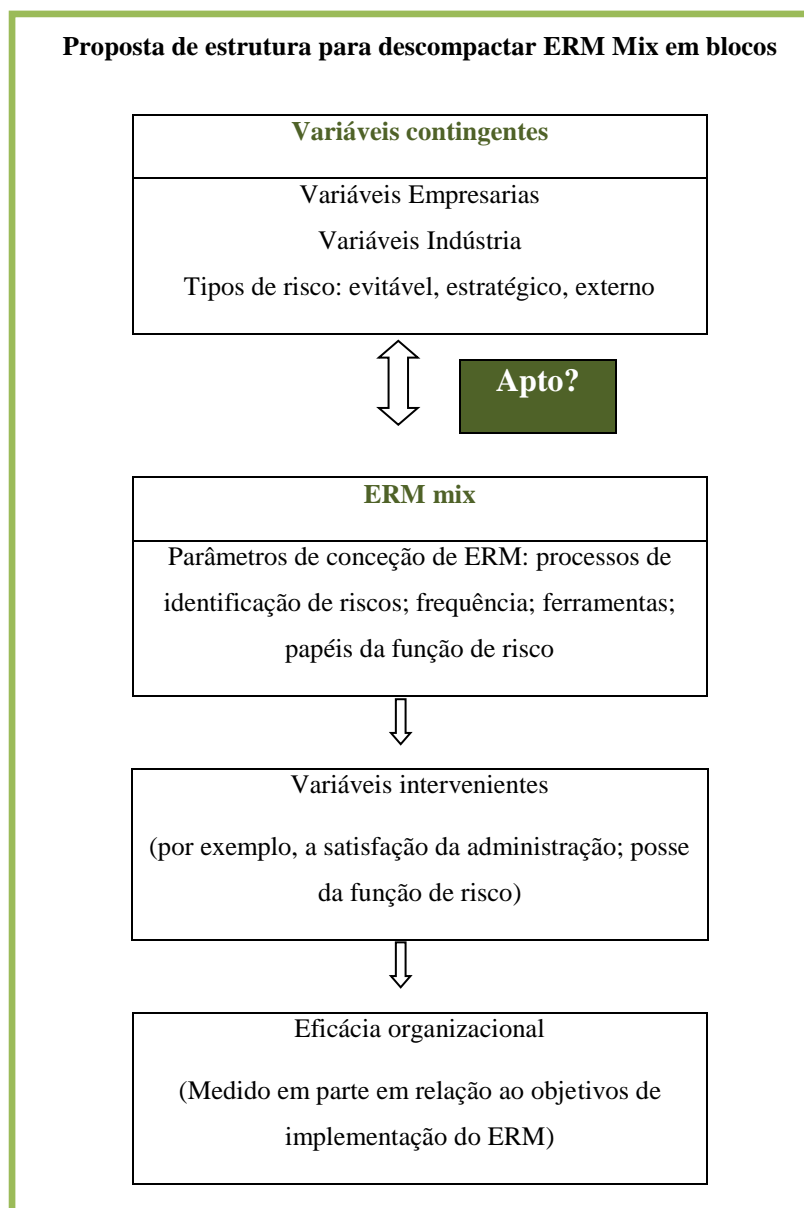 Proposta de estrutura para descompactar ERM Mix em blocos
Variáveis contingentes
Variáveis Empresarias
Variáveis Indústria
Tipos de risco: evitável, estratégico, externo
Apto?
ERM mix
Parâmetros de conceção de ERM: processos de
identificação de riscos; frequência; ferramentas;
papéis da função de risco
Variáveis intervenientes
(por exemplo, a satisfação da administração; posse
da função de risco)
Eficácia organizacional
(Medido em parte em relação ao objetivos de
implementação do ERM)